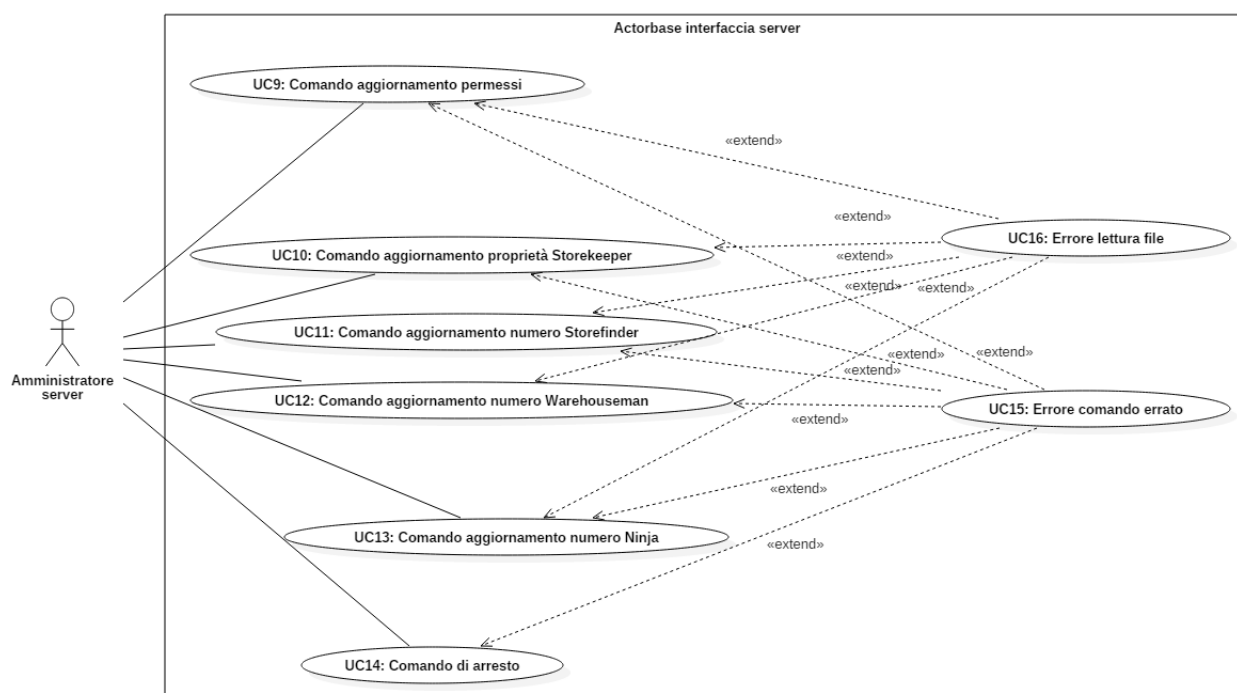 Actorbase interfaccia server
UC9: Comando aggiornamento permessi
«extend»
«extend»
UC16: Errore lettura file
UC10: Comando aggiornamento proprietà Storekeeper
«extend»
«extend»
«extend»
UC11: Comando aggiornamento numero Storefinder
«extend»
«extend»
Amministratore
server
«extend»
UC12: Comando aggiornamento numero Warehouseman
UC15: Errore comando errato
«extend»
«extend»
UC13: Comando aggiornamento numero Ninja
«extend»
UC14: Comando di arresto